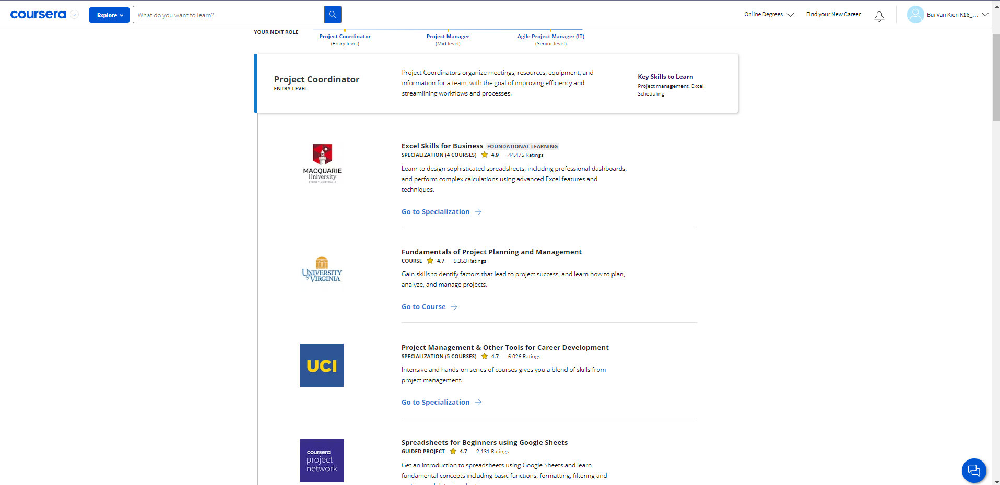 coursera
Explore
What do you want to learn?
Online Degrees
Find your New Career
Bui Van Kien K16_...
YOUR NEXT ROLE
Project Coordinator
(Entry level)
Project Manager
(Mid level)
Agile Project Manager (IT)
(Senior level)
Project Coordinator
ENTRY LEVEL
Project Coordinators organize meetings, resources, equipment, and
information for a team, with the goal of improving efficiency and
streamlining workflows and processes.
Key Skills to Learn
Project management, Excel,
Scheduling
MACQUARIE
University
SYDNEY·AUSTRALIA
Excel Skills for Business FOUNDATIONAL LEARNING
SPECIALIZATION (4 COURSES) 4.9 44.475 Ratings
Leanr to design sophisticated spreadsheets, including professional dashboards,
and perform complex calculations using advanced Excel features and
techniques.
Go to Specialization
UNIVERSITY
of VIRGINIA
Fundamentals of Project Planning and Management
COURSE 4.7 9.353 Ratings
Gain skills to dentify factors that lead to project success, and learn how to plan,
analyze, and manage projects.
Go to Course
UCI
Project Management & Other Tools for Career Development
SPECIALIZATION (5 COURSES) 4.7 6.026 Ratings
Intensive and hands-on series of courses gives you a blend of skills from
project management.
Go to Specialization
coursera
project
network
Spreadsheets for Beginners using Google Sheets
GUIDED PROJECT 4.7 2.131 Ratings
Get an introduction to spreadsheets using Google Sheets and learn
fundamental concepts including basic functions, formatting, filtering and